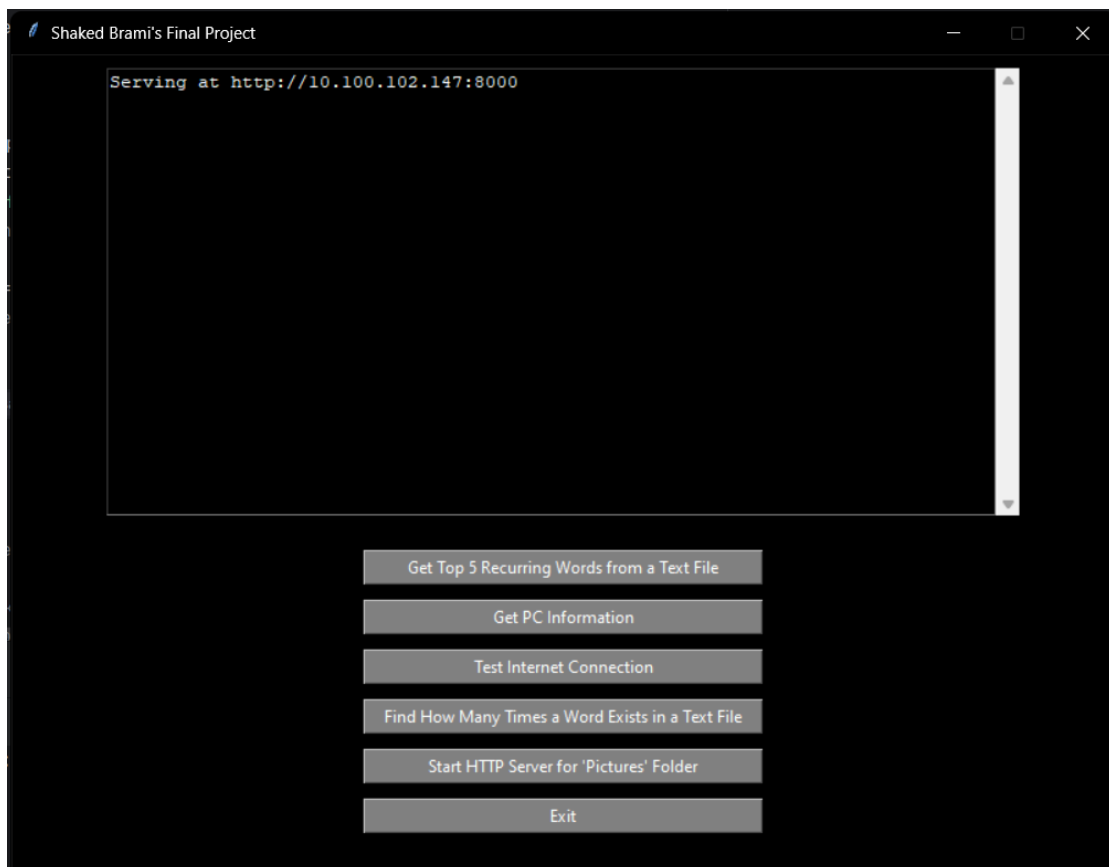 Shaked Brami's Final Project
Serving at http://10.100.102.147:8000
Get Top 5 Recurring Words from a Text File
Get PC Information
Test Internet Connection
Find How Many Times a Word Exists in a Text File
Start HTTP Server for 'Pictures' Folder
Exit